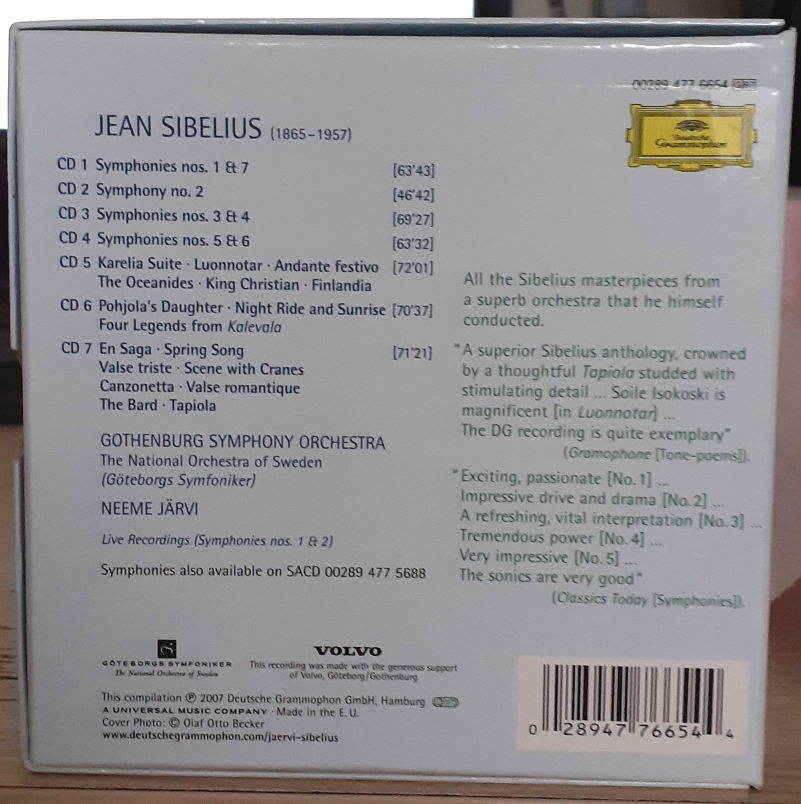 00289 477 6654 GB7
Deutsche
Grammophon
JEAN SIBELIUS (1865–1957)
CD 1 Symphonies nos. 1 & 7 [63'43]
CD 2 Symphony no. 2 [46'42]
CD 3 Symphonies nos. 3 & 4 [69'27]
CD 4 Symphonies nos. 5 & 6 [63'32]
CD 5 Karelia Suite · Luonnotar · Andante festivo [72'01]
The Oceanides · King Christian · Finlandia
CD 6 Pohjola's Daughter · Night Ride and Sunrise [70'37]
Four Legends from Kalevala
CD 7 En Saga · Spring Song [71'21]
Valse triste · Scene with Cranes
Canzonetta · Valse romantique
The Bard · Tapiola
GOTHENBURG SYMPHONY ORCHESTRA
The National Orchestra of Sweden
(Göteborgs Symfoniker)
NEEME JÄRVI
Live Recordings (Symphonies nos. 1 & 2)
Symphonies also available on SACD 00289 477 5688
All the Sibelius masterpieces from
a superb orchestra that he himself
conducted.
"A superior Sibelius anthology, crowned
by a thoughtful Tapiola studded with
stimulating detail ... Soile Isokoski is
magnificent [in Luonnotar] ...
The DG recording is quite exemplary"
(Gramophone [Tone-poems]).
"Exciting, passionate [No. 1] ...
Impressive drive and drama [No. 2] ...
A refreshing, vital interpretation [No. 3] ...
Tremendous power [No. 4] ...
Very impressive [No. 5] ...
The sonics are very good"
(Classics Today [Symphonies]).
GÖTEBORGS SYMFONIKER
The National Orchestra of Sweden
VOLVO
This recording was made with the generous support
of Volvo, Göteborg/Gothenburg
This compilation ℗ 2007 Deutsche Grammophon GmbH, Hamburg
A UNIVERSAL MUSIC COMPANY · Made in the E. U.
Cover Photo: © Olaf Otto Becker
www.deutschegrammophon.com/jaervi-sibelius
0 28947 76654 4